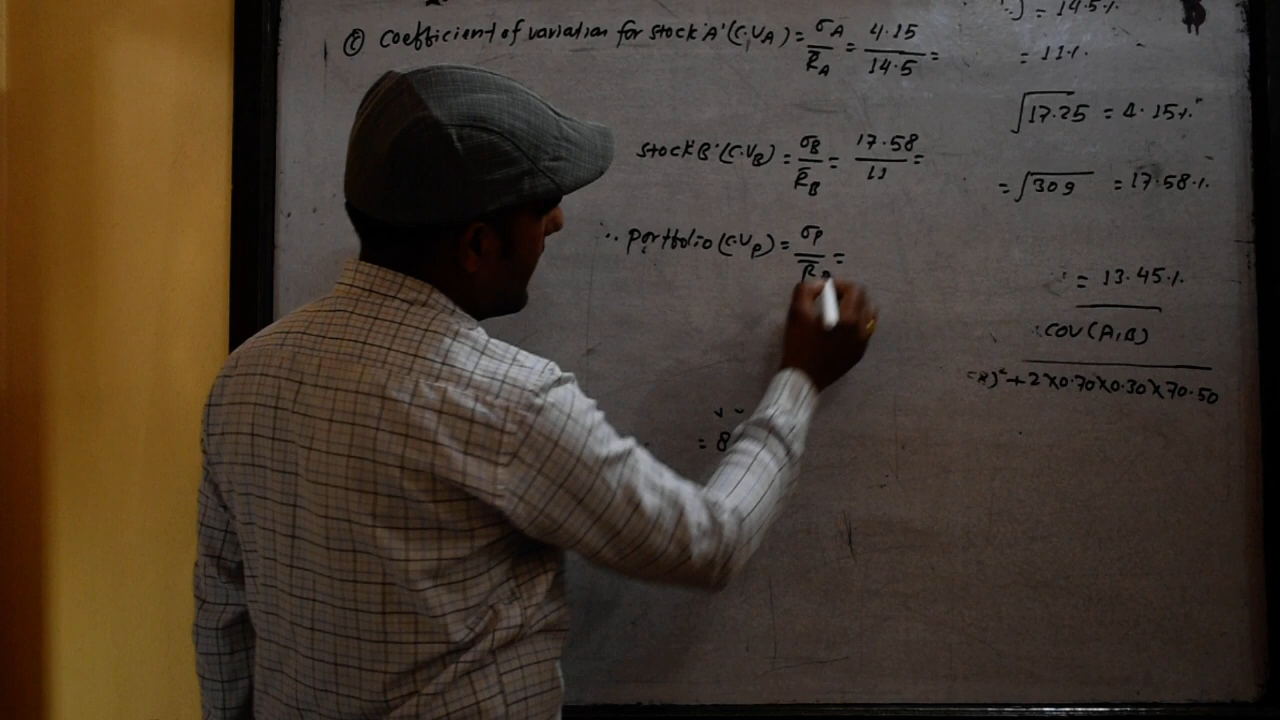 = 14.5%
© Coefficient of variation for stock 'A' (C.V_A) = σ_A / R̄_A = 4.15 / 14.5 =
= 11%
√17.25 = 4.15%
stock 'B' (C.V_B) = σ_B / R̄_B = 17.58 / 11 =
= √309 = 17.58%
∴ Portfolio (C.V_P) = σ_P / R̄_P =
= 13.45%
COV(A,B)
)² + 2×0.70×0.30×70.50
= 8